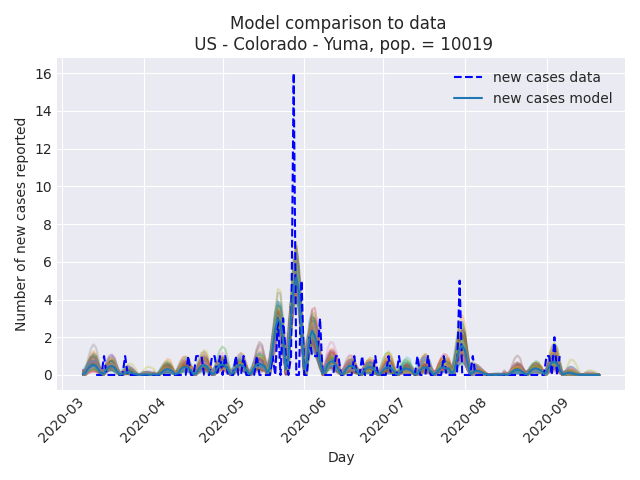 Model comparison to data
US - Colorado - Yuma, pop. = 10019
new cases data
new cases model
Number of new cases reported
16
14
12
10
8
6
4
2
0
2020-03
2020-04
2020-05
2020-06
2020-07
2020-08
2020-09
Day